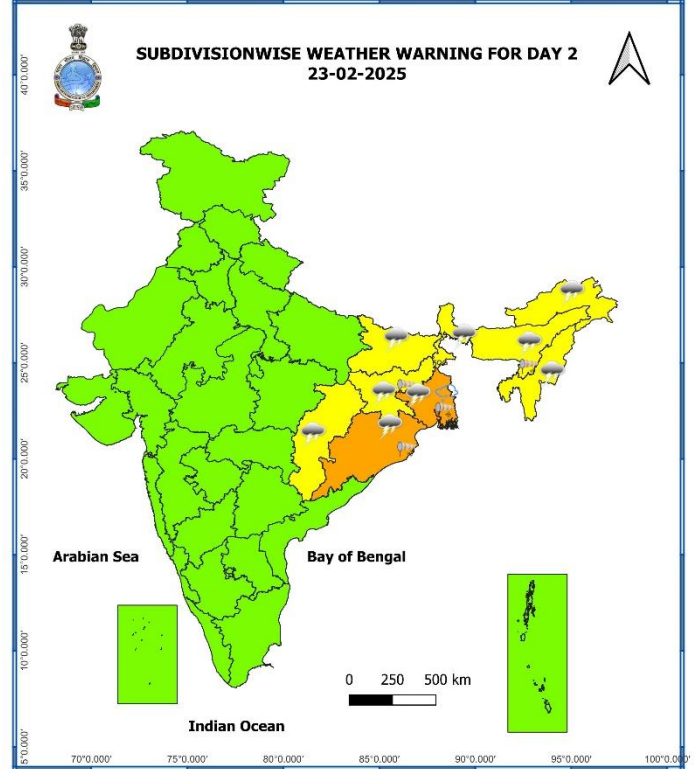 SUBDIVISIONWISE WEATHER WARNING FOR DAY 2
23-02-2025
40°0.000'
35°0.000'
30°0.000'
25°0.000'
20°0.000'
15°0.000'
10°0.000'
5°0.000'
Arabian Sea
Bay of Bengal
0 250 500 km
Indian Ocean
70°0.000' 75°0.000' 80°0.000' 85°0.000' 90°0.000' 95°0.000' 100°0.000'